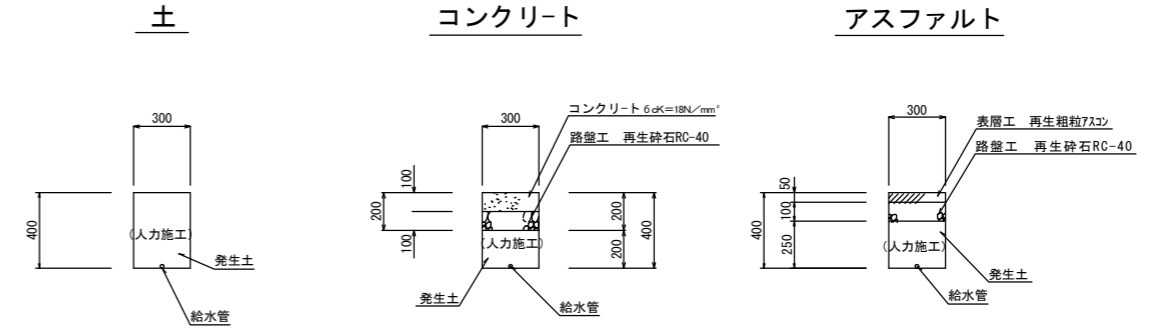 土
300
400
(人力施工)
発生土
給水管
コンクリート
コンクリート σck=18N/mm²
路盤工 再生砕石RC-40
300
100
200
100
200
200
400
(人力施工)
発生土
給水管
アスファルト
表層工 再生粗粒アスコン
路盤工 再生砕石RC-40
300
50
100
250
400
(人力施工)
発生土
給水管